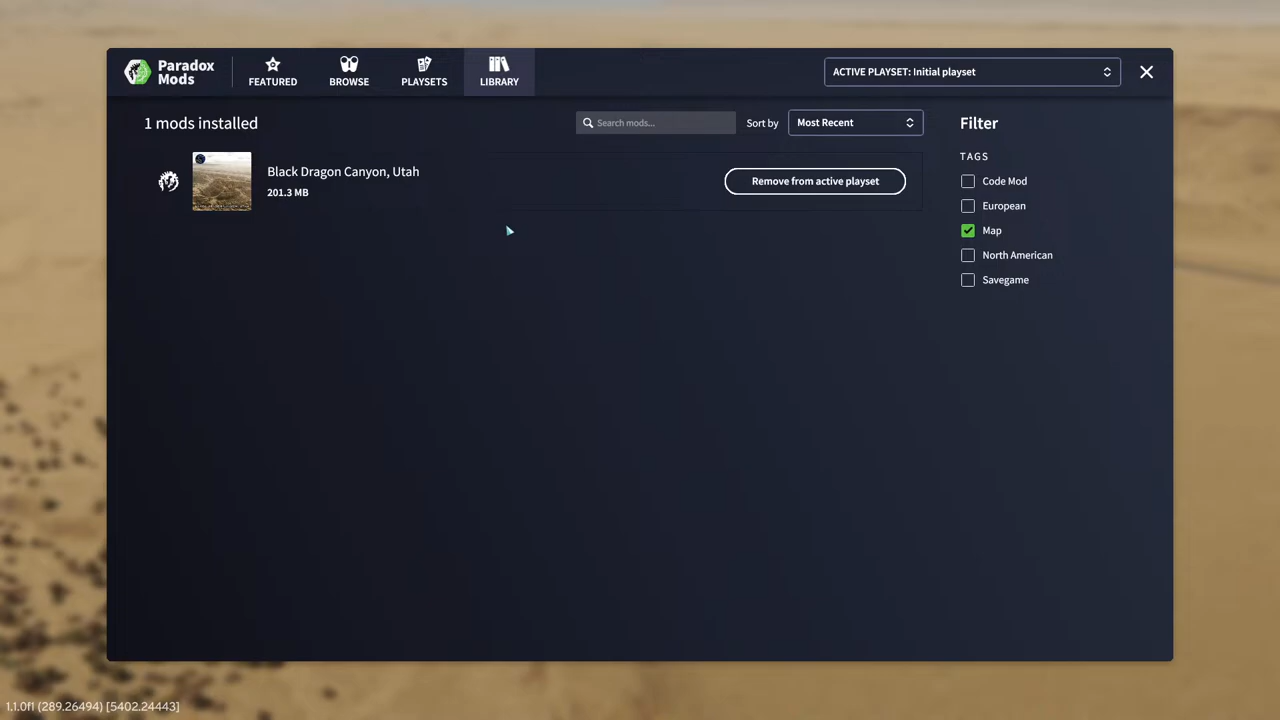 Paradox Mods
FEATURED
BROWSE
PLAYSETS
LIBRARY
ACTIVE PLAYSET: Initial playset
1 mods installed
Search mods...
Sort by
Most Recent
Filter
TAGS
Black Dragon Canyon, Utah
201.3 MB
Remove from active playset
Code Mod
European
Map
North American
Savegame
1.1.0f1 (289.26494) [5402.24443]